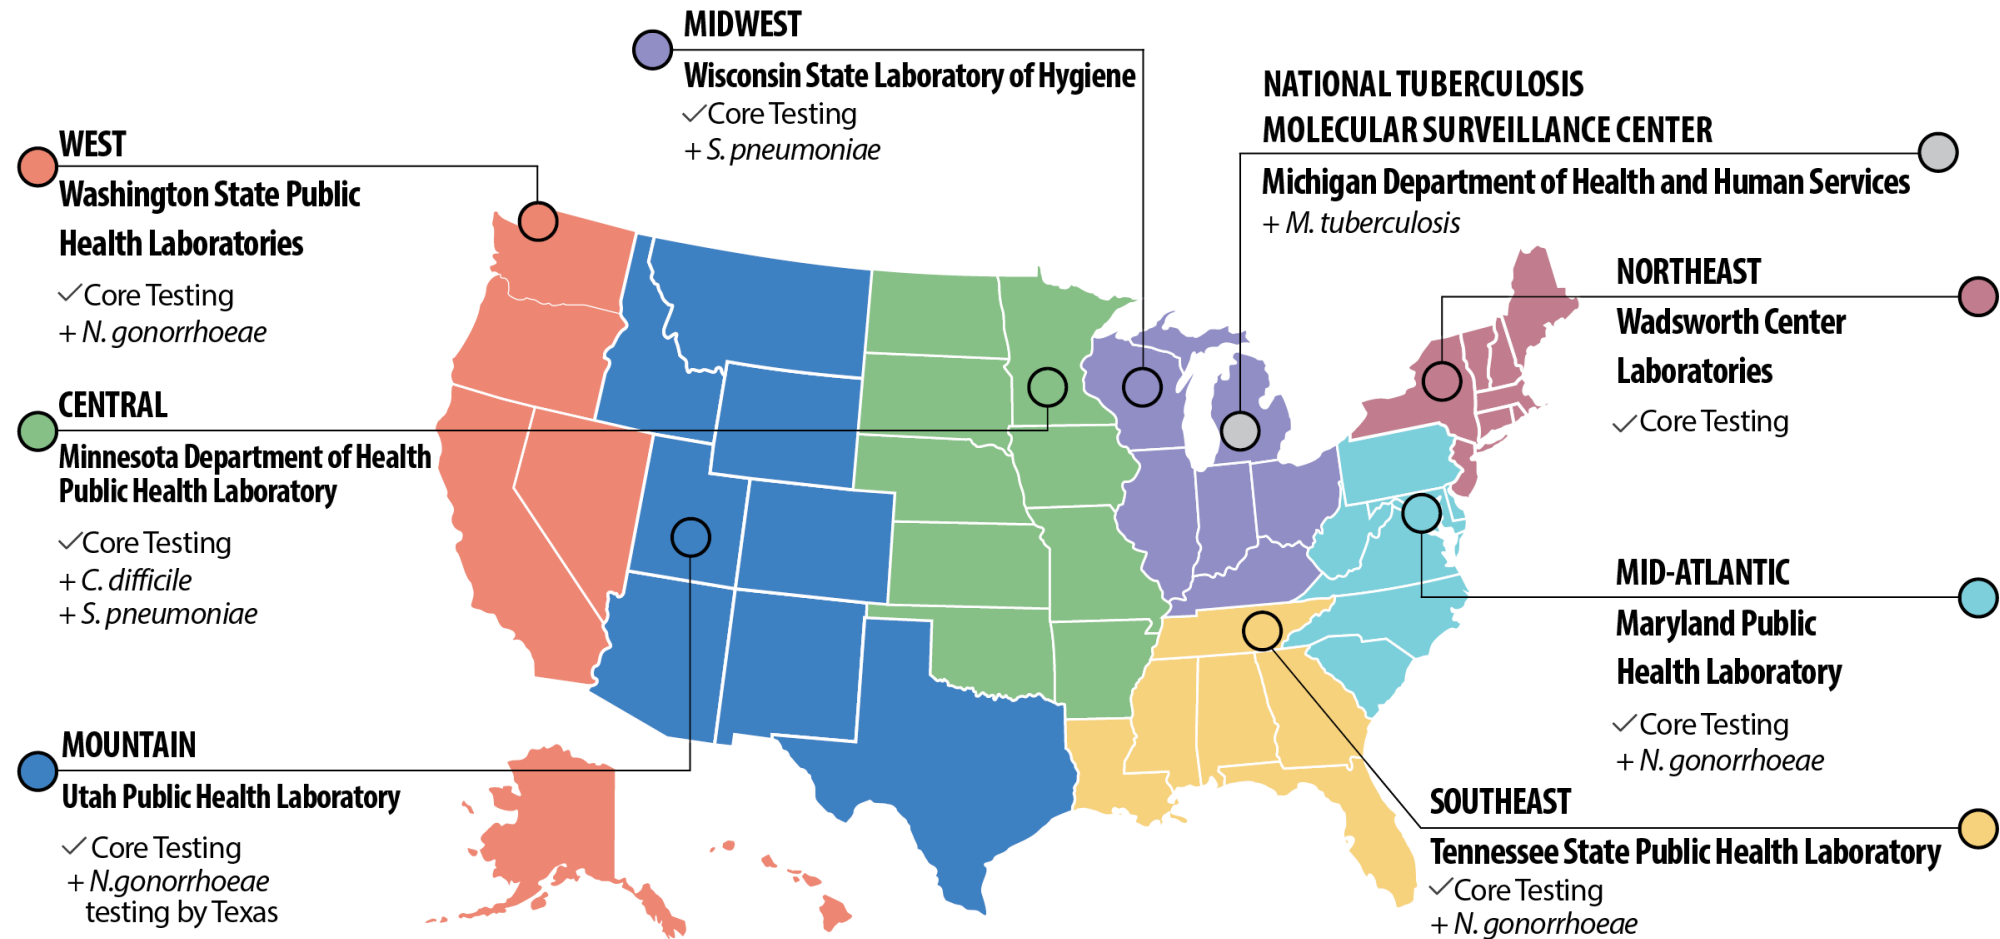 MIDWEST
Wisconsin State Laboratory of Hygiene
✓Core Testing
+ S. pneumoniae
NATIONAL TUBERCULOSIS
MOLECULAR SURVEILLANCE CENTER
Michigan Department of Health and Human Services
+ M. tuberculosis
WEST
Washington State Public
Health Laboratories
✓Core Testing
+ N. gonorrhoeae
NORTHEAST
Wadsworth Center
Laboratories
✓Core Testing
CENTRAL
Minnesota Department of Health
Public Health Laboratory
✓Core Testing
+ C. difficile
+ S. pneumoniae
MID-ATLANTIC
Maryland Public
Health Laboratory
✓Core Testing
+ N. gonorrhoeae
MOUNTAIN
Utah Public Health Laboratory
✓ Core Testing
+ N.gonorrhoeae
testing by Texas
SOUTHEAST
Tennessee State Public Health Laboratory
✓Core Testing
+ N. gonorrhoeae